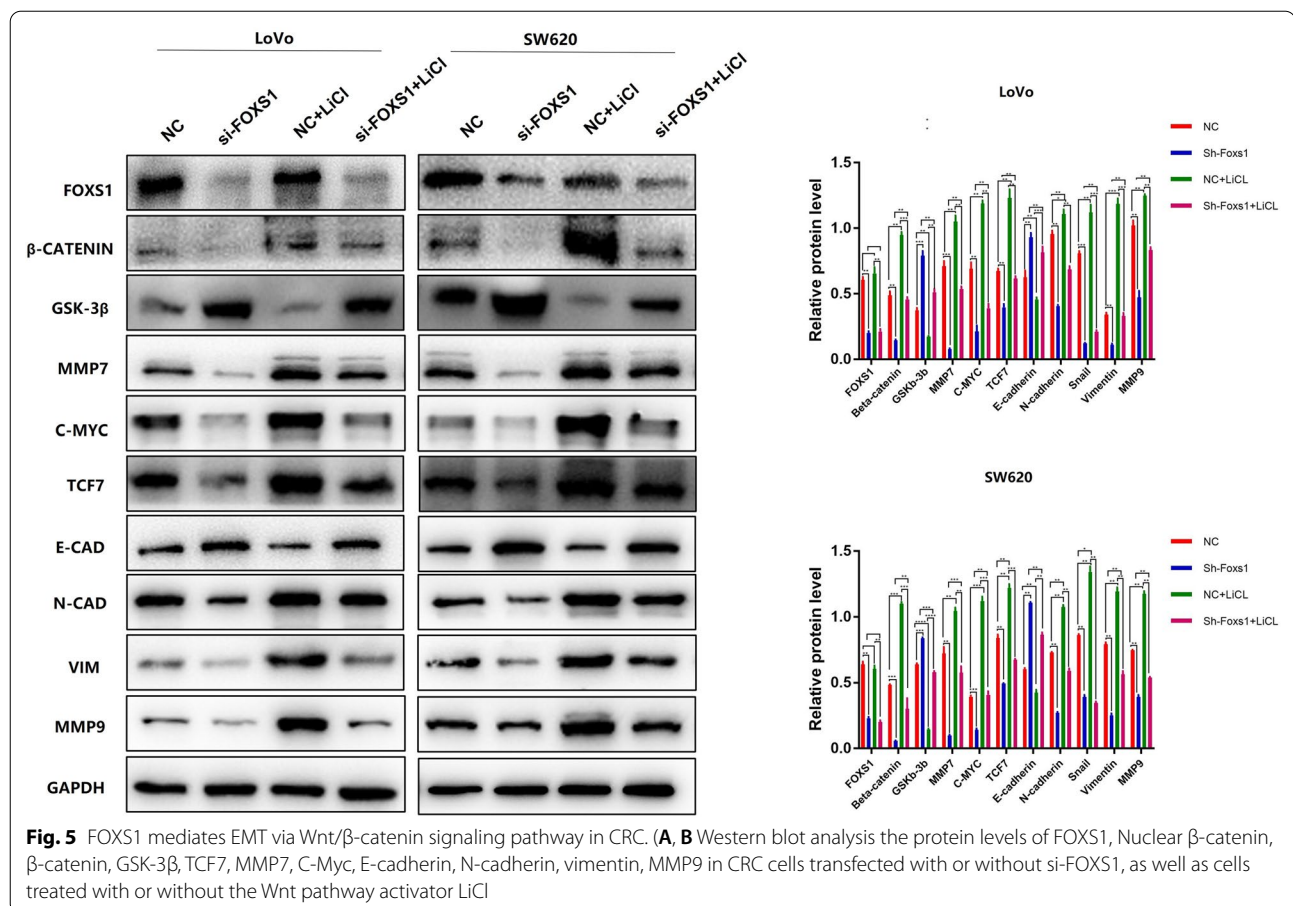 LoVo
SW620
NC
si-FOXS1
NC+LiCl
si-FOXS1+LiCl
NC
si-FOXS1
NC+LiCl
si-FOXS1+LiCl
FOXS1
β-CATENIN
GSK-3β
MMP7
C-MYC
TCF7
E-CAD
N-CAD
VIM
MMP9
GAPDH
LoVo
NC
Sh-Foxs1
NC+LiCL
Sh-Foxs1+LiCL
Relative protein level
1.5
1.0
0.5
0.0
FOXS1
Beta-catenin
GSKb-3b
MMP7
C-MYC
TCF7
E-cadherin
N-cadherin
Snail
Vimentin
MMP9
SW620
NC
Sh-Foxs1
NC+LiCL
Sh-Foxs1+LiCL
Relative protein level
1.5
1.0
0.5
0.0
FOXS1
Beta-catenin
GSKb-3b
MMP7
C-MYC
TCF7
E-cadherin
N-cadherin
Snail
Vimentin
MMP9
Fig. 5 FOXS1 mediates EMT via Wnt/β-catenin signaling pathway in CRC. (A, B Western blot analysis the protein levels of FOXS1, Nuclear β-catenin,
β-catenin, GSK-3β, TCF7, MMP7, C-Myc, E-cadherin, N-cadherin, vimentin, MMP9 in CRC cells transfected with or without si-FOXS1, as well as cells
treated with or without the Wnt pathway activator LiCl